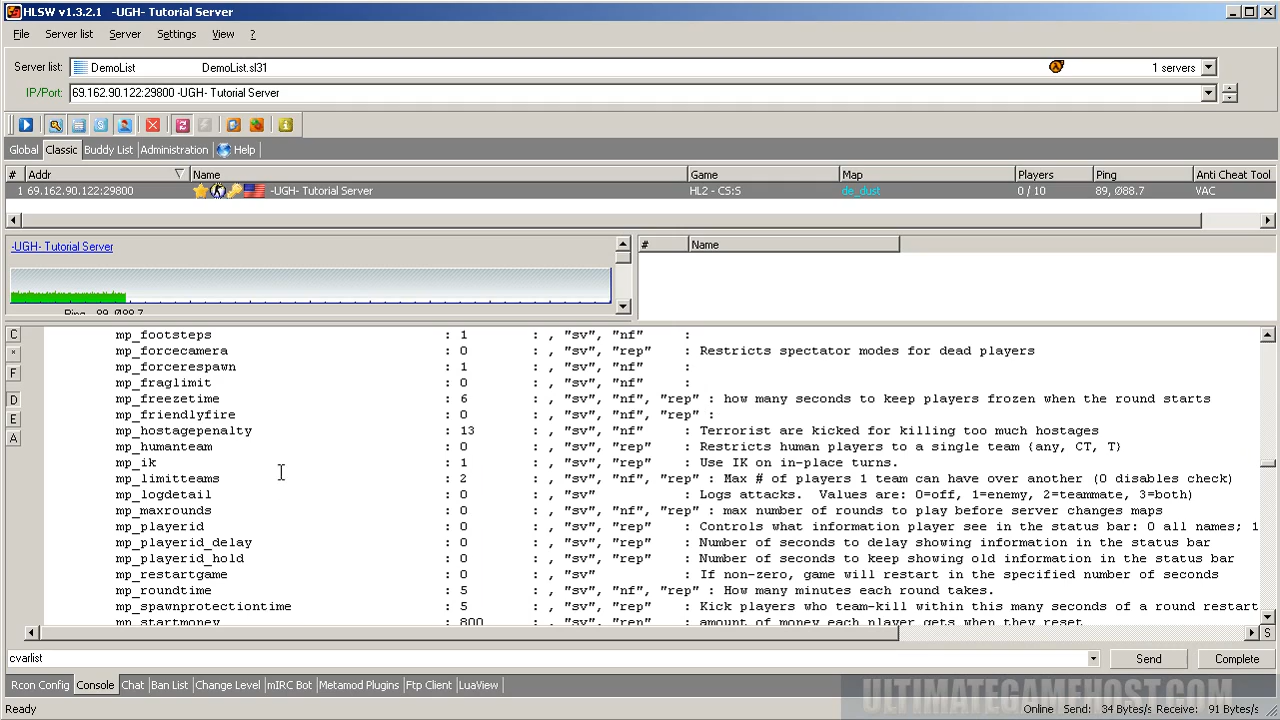 HLSW v1.3.2.1 -UGH- Tutorial Server
File Server list Server Settings View ?
Server list: DemoList DemoList.sl31 1 servers
IP/Port: 69.162.90.122:29800 -UGH- Tutorial Server
Global Classic Buddy List Administration Help
# Addr Name Game Map Players Ping Anti Cheat Tool
1 69.162.90.122:29800 -UGH- Tutorial Server HL2 - CS:S de_dust 0 / 10 89, Ø88.7 VAC
-UGH- Tutorial Server
# Name
C
*
F
D
E
A
mp_footsteps : 1 : , "sv", "nf" :
mp_forcecamera : 0 : , "sv", "rep" : Restricts spectator modes for dead players
mp_forcerespawn : 1 : , "sv", "nf" :
mp_fraglimit : 0 : , "sv", "nf" :
mp_freezetime : 6 : , "sv", "nf", "rep" : how many seconds to keep players frozen when the round starts
mp_friendlyfire : 0 : , "sv", "nf", "rep" :
mp_hostagepenalty : 13 : , "sv", "nf" : Terrorist are kicked for killing too much hostages
mp_humanteam : 0 : , "sv", "rep" : Restricts human players to a single team {any, CT, T}
mp_ik : 1 : , "sv", "rep" : Use IK on in-place turns.
mp_limitteams : 2 : , "sv", "nf", "rep" : Max # of players 1 team can have over another (0 disables check)
mp_logdetail : 0 : , "sv" : Logs attacks. Values are: 0=off, 1=enemy, 2=teammate, 3=both)
mp_maxrounds : 0 : , "sv", "nf", "rep" : max number of rounds to play before server changes maps
mp_playerid : 0 : , "sv", "rep" : Controls what information player see in the status bar: 0 all names; 1
mp_playerid_delay : 0 : , "sv", "rep" : Number of seconds to delay showing information in the status bar
mp_playerid_hold : 0 : , "sv", "rep" : Number of seconds to keep showing old information in the status bar
mp_restartgame : 0 : , "sv" : If non-zero, game will restart in the specified number of seconds
mp_roundtime : 5 : , "sv", "nf", "rep" : How many minutes each round takes.
mp_spawnprotectiontime : 5 : , "sv", "rep" : Kick players who team-kill within this many seconds of a round restart
mp_startmoney : 800 : , "sv", "rep" : amount of money each player gets when they reset
S
cvarlist Send Complete
Rcon Config Console Chat Ban List Change Level mIRC Bot Metamod Plugins Ftp Client LuaView
ULTIMATEGAMEHOST.COM
Ready Online Send: 34 Bytes/s Receive: 91 Bytes/s